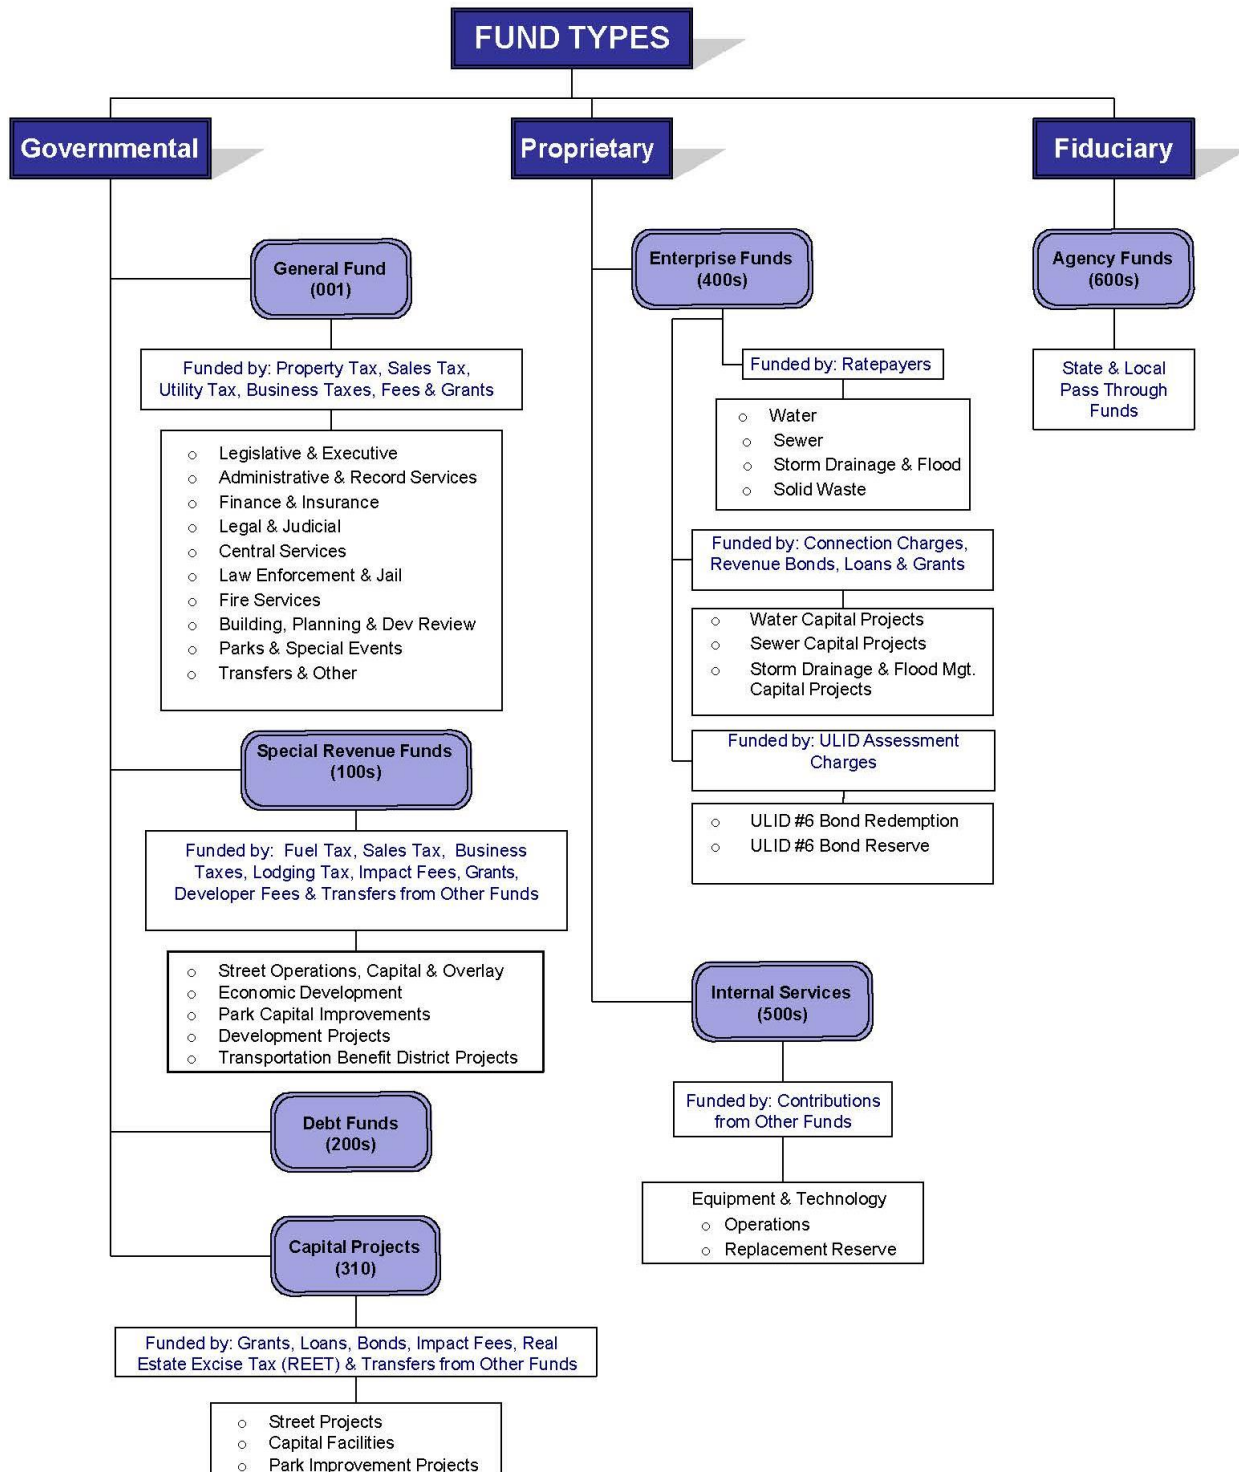 FUND TYPES
Governmental
Proprietary
Fiduciary
General Fund
(001)
Funded by: Property Tax, Sales Tax,
Utility Tax, Business Taxes, Fees & Grants
○ Legislative & Executive
○ Administrative & Record Services
○ Finance & Insurance
○ Legal & Judicial
○ Central Services
○ Law Enforcement & Jail
○ Fire Services
○ Building, Planning & Dev Review
○ Parks & Special Events
○ Transfers & Other
Special Revenue Funds
(100s)
Funded by: Fuel Tax, Sales Tax, Business
Taxes, Lodging Tax, Impact Fees, Grants,
Developer Fees & Transfers from Other Funds
○ Street Operations, Capital & Overlay
○ Economic Development
○ Park Capital Improvements
○ Development Projects
○ Transportation Benefit District Projects
Debt Funds
(200s)
Capital Projects
(310)
Funded by: Grants, Loans, Bonds, Impact Fees, Real
Estate Excise Tax (REET) & Transfers from Other Funds
○ Street Projects
○ Capital Facilities
○ Park Improvement Projects
Enterprise Funds
(400s)
Funded by: Ratepayers
○ Water
○ Sewer
○ Storm Drainage & Flood
○ Solid Waste
Funded by: Connection Charges,
Revenue Bonds, Loans & Grants
○ Water Capital Projects
○ Sewer Capital Projects
○ Storm Drainage & Flood Mgt.
Capital Projects
Funded by: ULID Assessment
Charges
○ ULID #6 Bond Redemption
○ ULID #6 Bond Reserve
Internal Services
(500s)
Funded by: Contributions
from Other Funds
Equipment & Technology
○ Operations
○ Replacement Reserve
Agency Funds
(600s)
State & Local
Pass Through
Funds